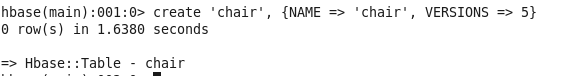 hbase(main):001:0> create 'chair', {NAME => 'chair', VERSIONS => 5}
0 row(s) in 1.6380 seconds
=> Hbase::Table - chair